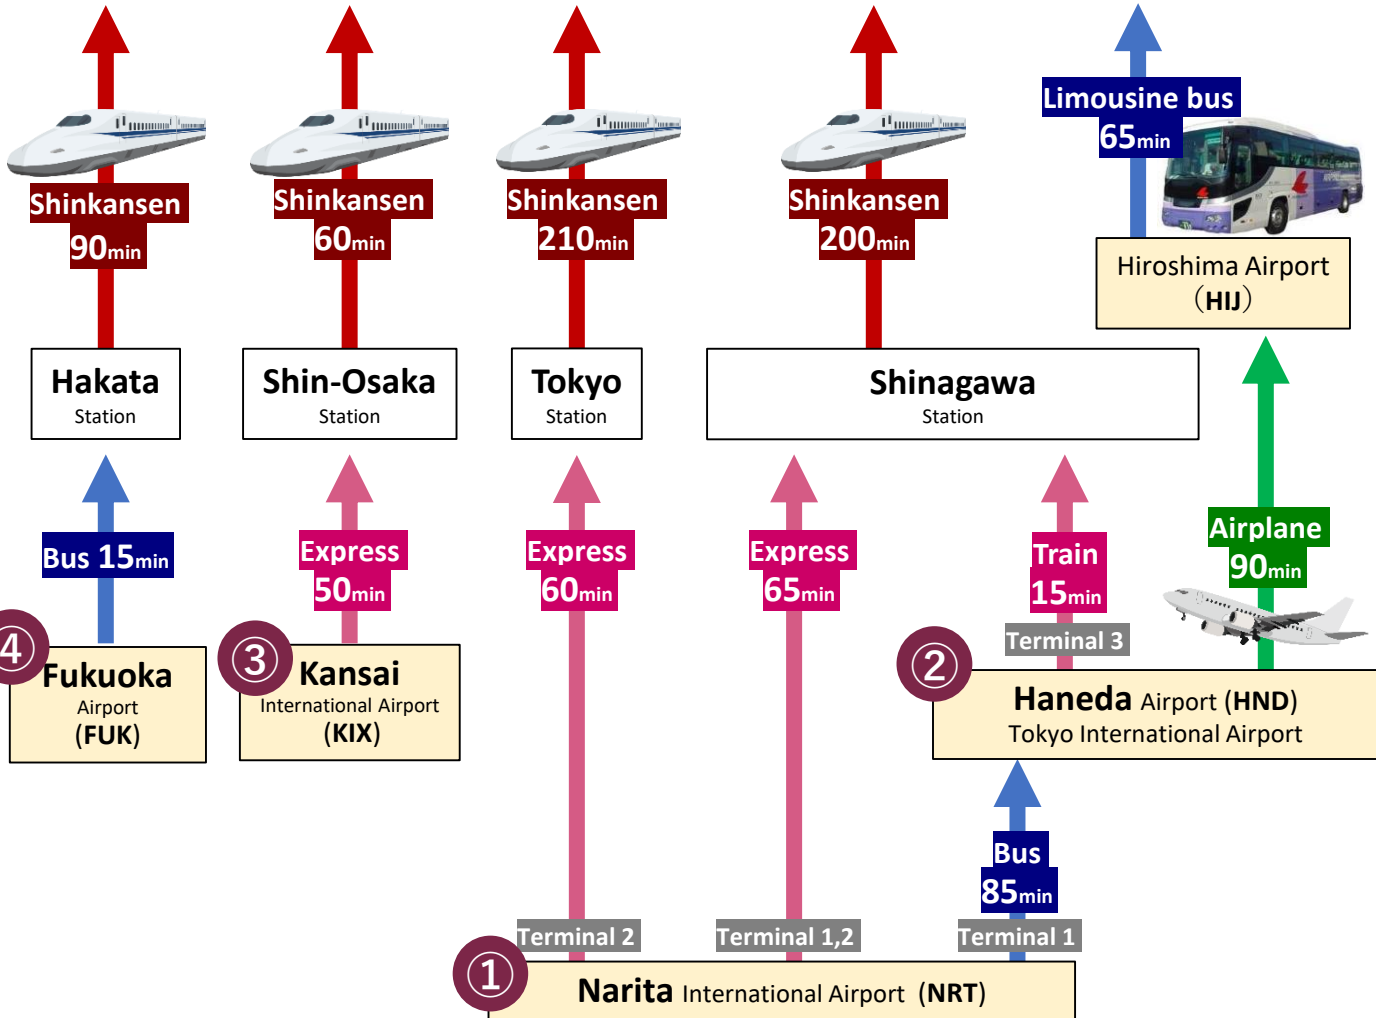 Limousine bus
65min
Shinkansen
90min
Shinkansen
60min
Shinkansen
210min
Shinkansen
200min
Hiroshima Airport
（HIJ）
Hakata
Station
Shin-Osaka
Station
Tokyo
Station
Shinagawa
Station
Bus 15min
Express
50min
Express
60min
Express
65min
Train
15min
Airplane
90min
Terminal 3
④
Fukuoka
Airport
(FUK)
③
Kansai
International Airport
(KIX)
②
Haneda Airport (HND)
Tokyo International Airport
Bus
85min
Terminal 2
Terminal 1,2
Terminal 1
①
Narita International Airport (NRT)